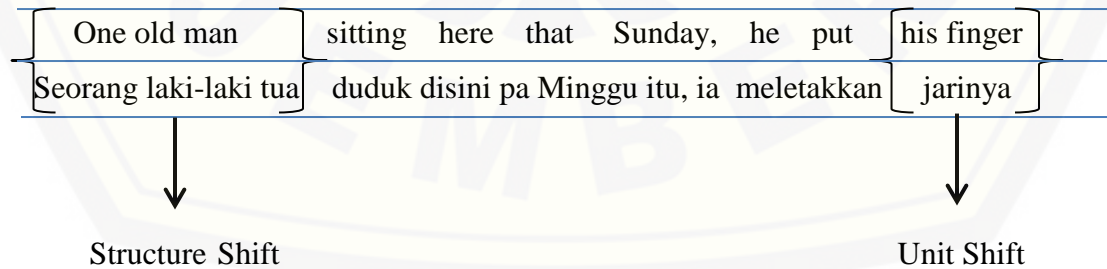 One old man sitting here that Sunday, he put his finger
Seorang laki-laki tua duduk disini pa Minggu itu, ia meletakkan jarinya
Structure Shift Unit Shift